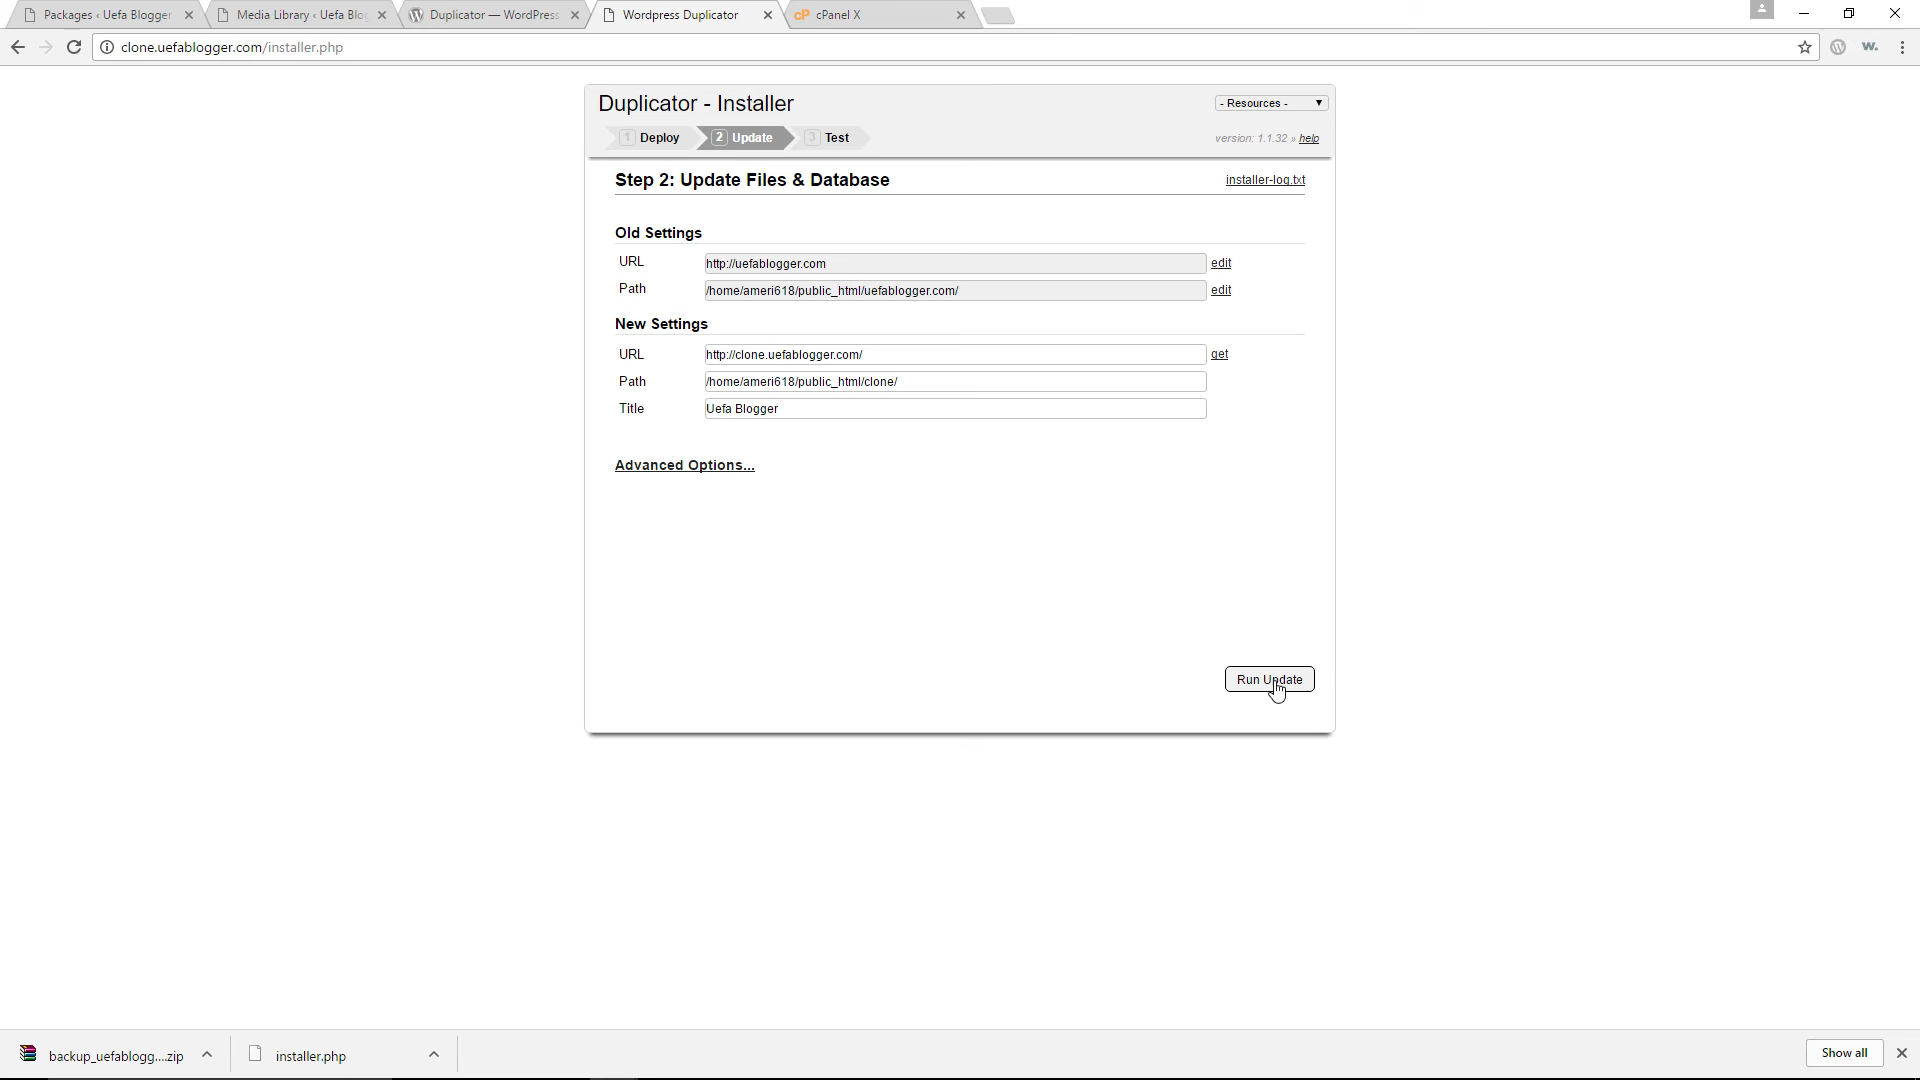 Packages ‹ Uefa Blogger
Media Library ‹ Uefa Blog
Duplicator — WordPress
Wordpress Duplicator
cP cPanel X
clone.uefablogger.com/installer.php
w.
Duplicator - Installer
- Resources -
1 Deploy
2 Update
3 Test
version: 1.1.32 » help
Step 2: Update Files & Database
installer-log.txt
Old Settings
URL
http://uefablogger.com
edit
Path
/home/ameri618/public_html/uefablogger.com/
edit
New Settings
URL
http://clone.uefablogger.com/
get
Path
/home/ameri618/public_html/clone/
Title
Uefa Blogger
Advanced Options...
Run Update
backup_uefablogg....zip
installer.php
Show all